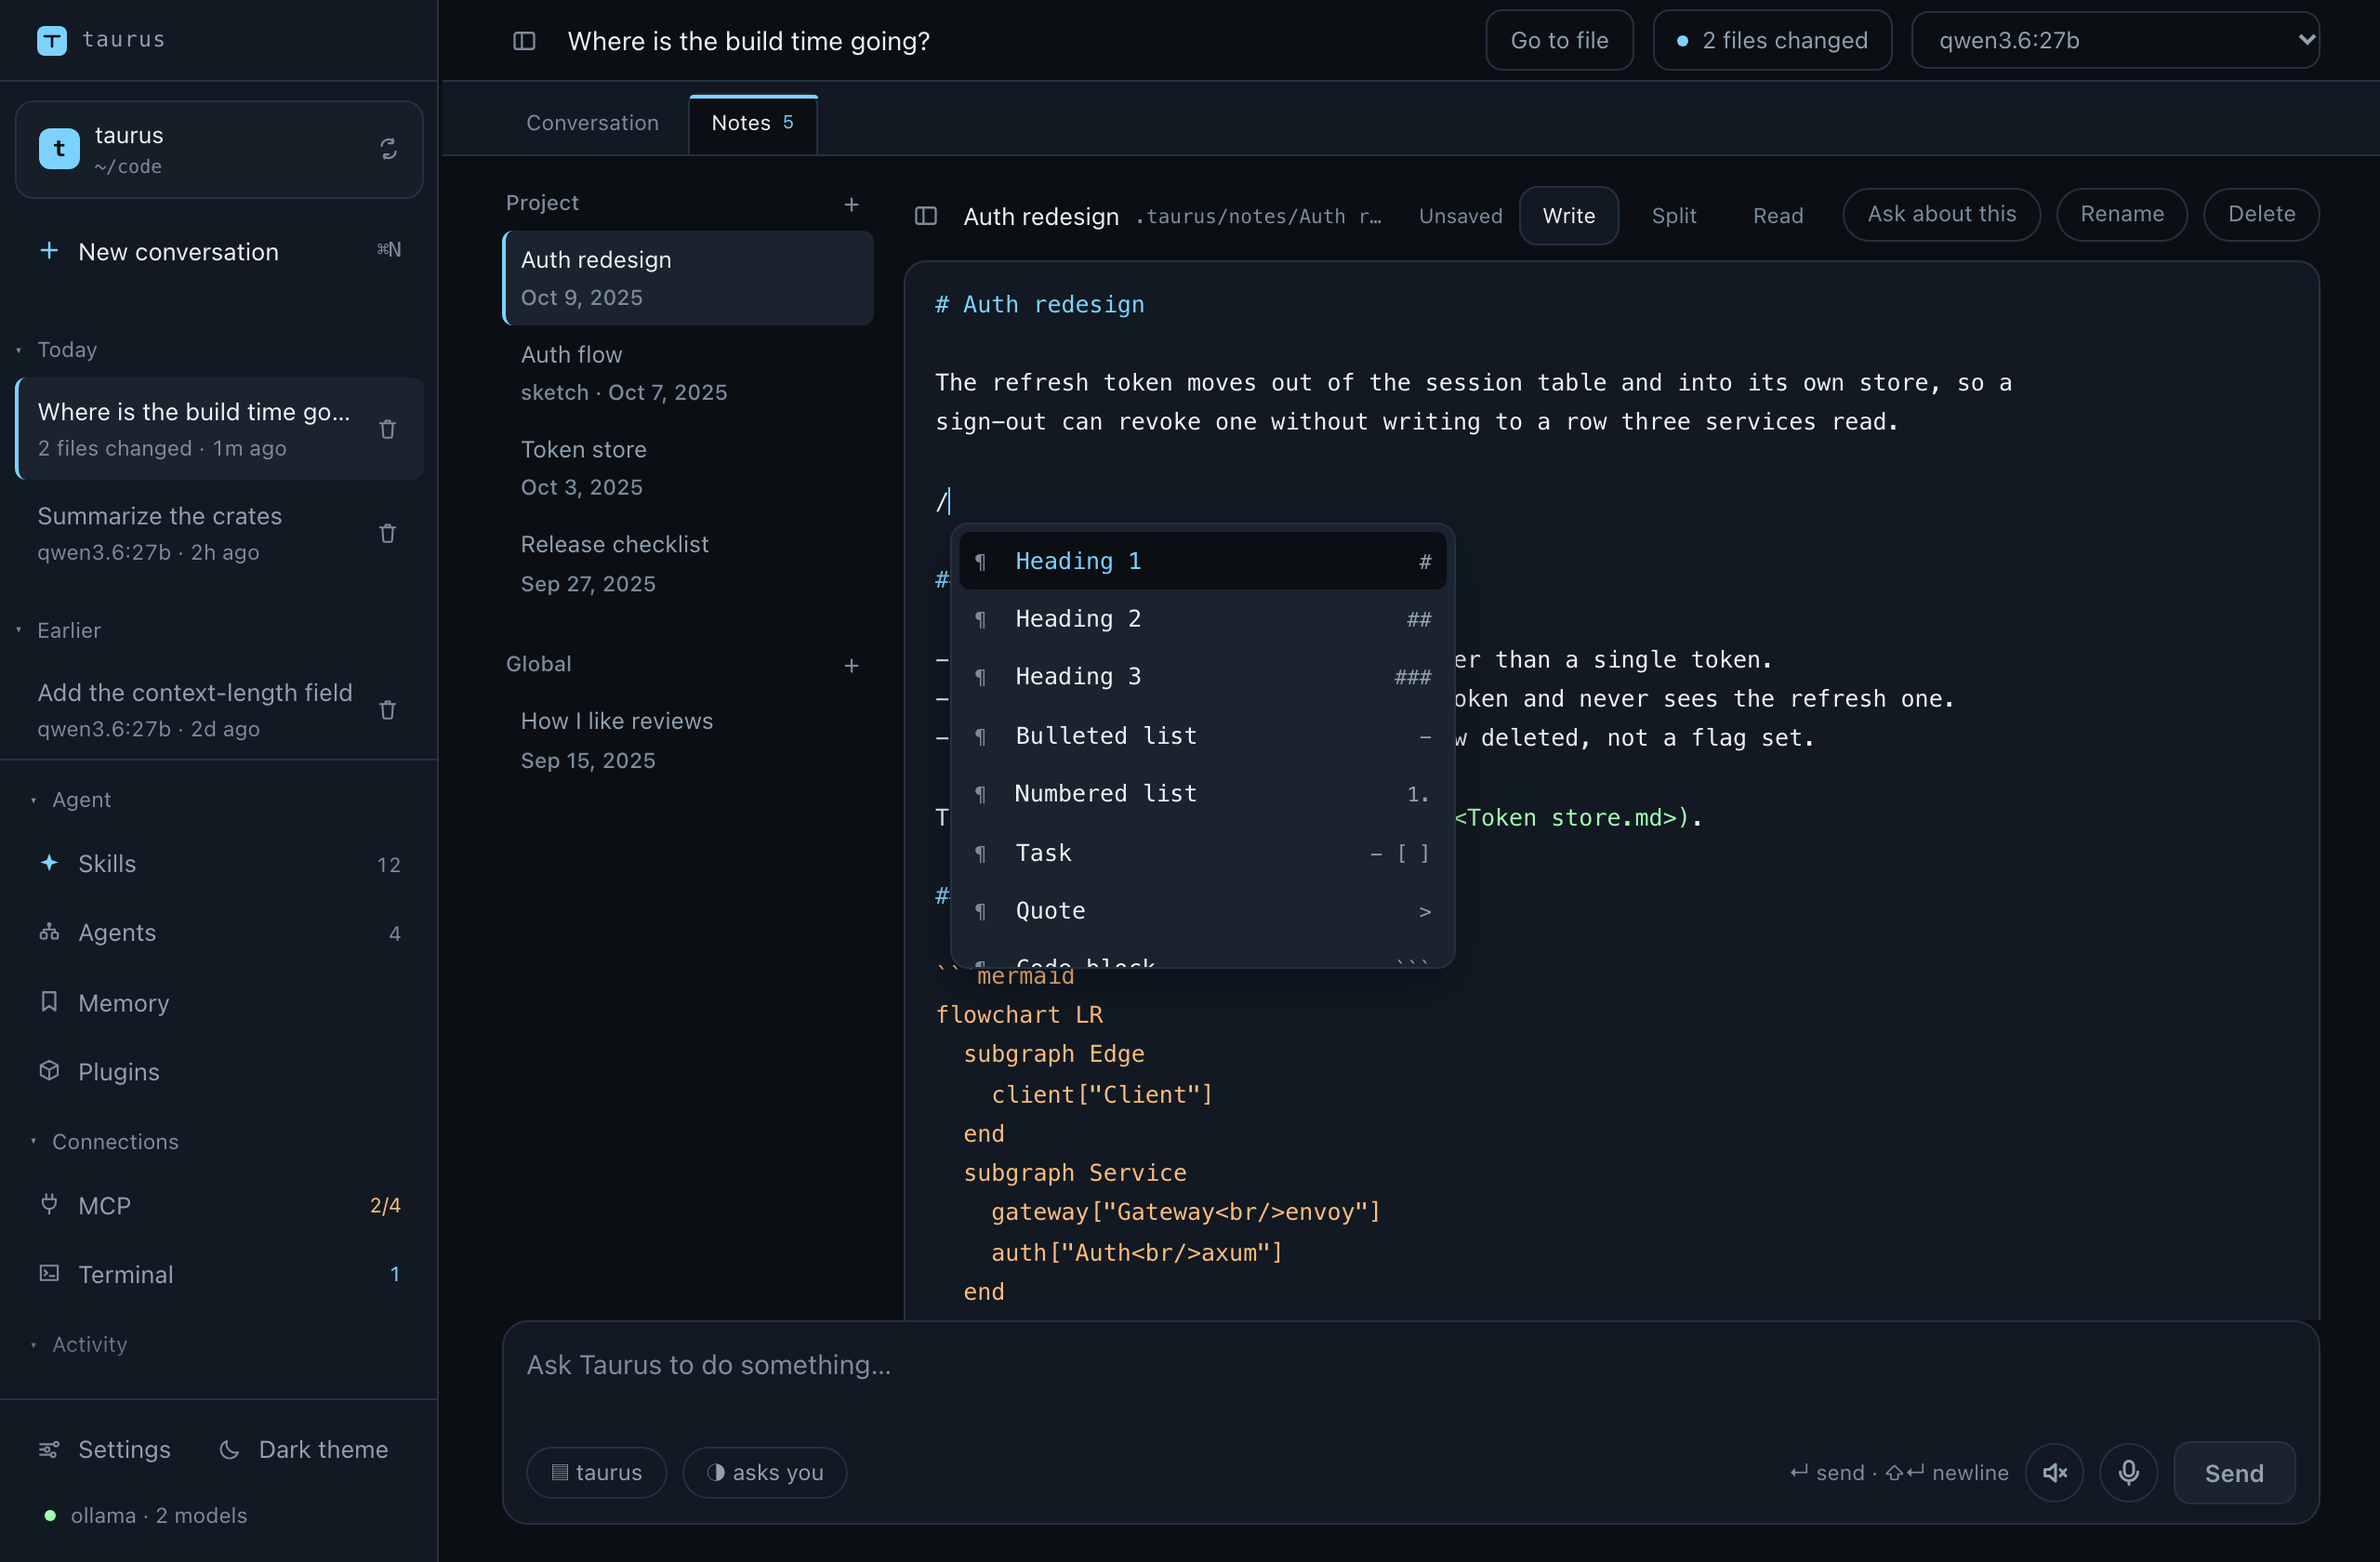 taurus
t
taurus
~/code
+ New conversation ⌘N
Today
Where is the build time go...
2 files changed · 1m ago
Summarize the crates
qwen3.6:27b · 2h ago
Earlier
Add the context-length field
qwen3.6:27b · 2d ago
Agent
Skills 12
Agents 4
Memory
Plugins
Connections
MCP 2/4
Terminal 1
Activity
Settings
Dark theme
ollama · 2 models
Where is the build time going?
Go to file
2 files changed
qwen3.6:27b
Conversation
Notes 5
Project +
Auth redesign
Oct 9, 2025
Auth flow
sketch · Oct 7, 2025
Token store
Oct 3, 2025
Release checklist
Sep 27, 2025
Global +
How I like reviews
Sep 15, 2025
Auth redesign .taurus/notes/Auth r… Unsaved Write Split Read Ask about this Rename Delete
# Auth redesign
The refresh token moves out of the session table and into its own store, so a
sign-out can revoke one without writing to a row three services read.
/
¶ Heading 1 #
¶ Heading 2 ##
¶ Heading 3 ###
¶ Bulleted list -
¶ Numbered list 1.
¶ Task - [ ]
¶ Quote >
¶ Code block ```
#
- er than a single token.
- oken and never sees the refresh one.
- w deleted, not a flag set.
T <Token store.md>).
#
```mermaid
flowchart LR
subgraph Edge
client["Client"]
end
subgraph Service
gateway["Gateway<br/>envoy"]
auth["Auth<br/>axum"]
end
Ask Taurus to do something...
taurus
asks you
↵ send · ⇧↵ newline
Send